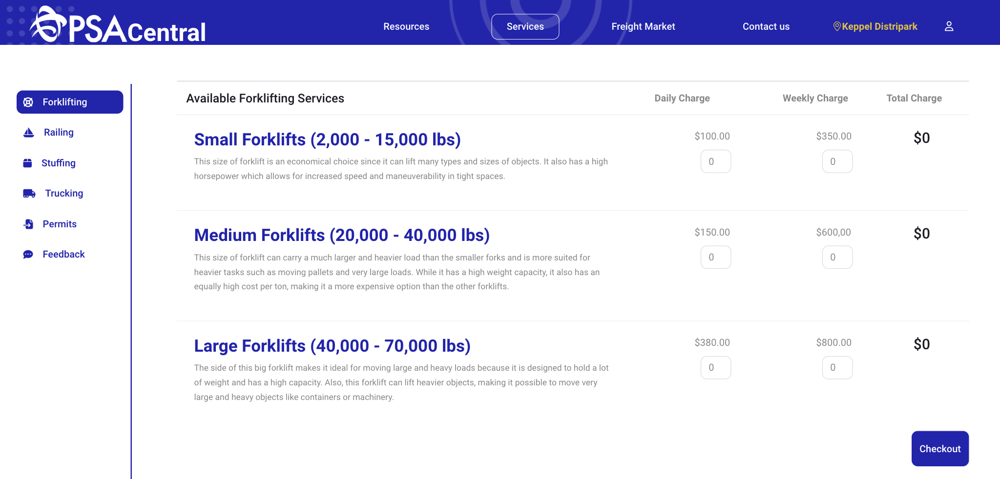 PSACentral
Resources
Services
Freight Market
Contact us
Keppel Distripark
Forklifting
Railing
Stuffing
Trucking
Permits
Feedback
Available Forklifting Services
Daily Charge
Weekly Charge
Total Charge
Small Forklifts (2,000 - 15,000 lbs)
This size of forklift is an economical choice since it can lift many types and sizes of objects. It also has a high
horsepower which allows for increased speed and maneuverability in tight spaces.
$100.00
0
$350.00
0
$0
Medium Forklifts (20,000 - 40,000 lbs)
This size of forklift can carry a much larger and heavier load than the smaller forks and is more suited for
heavier tasks such as moving pallets and very large loads. While it has a high weight capacity, it also has an
equally high cost per ton, making it a more expensive option than the other forklifts.
$150.00
0
$600,00
0
$0
Large Forklifts (40,000 - 70,000 lbs)
The side of this big forklift makes it ideal for moving large and heavy loads because it is designed to hold a lot
of weight and has a high capacity. Also, this forklift can lift heavier objects, making it possible to move very
large and heavy objects like containers or machinery.
$380.00
0
$800.00
0
$0
Checkout